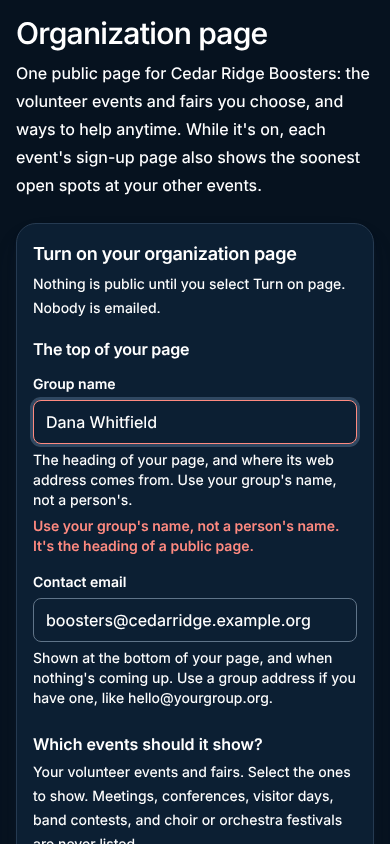 Organization page
One public page for Cedar Ridge Boosters: the
volunteer events and fairs you choose, and
ways to help anytime. While it's on, each
event's sign-up page also shows the soonest
open spots at your other events.
Turn on your organization page
Nothing is public until you select Turn on page.
Nobody is emailed.
The top of your page
Group name
Dana Whitfield
The heading of your page, and where its web
address comes from. Use your group's name,
not a person's.
Use your group's name, not a person's name.
It's the heading of a public page.
Contact email
boosters@cedarridge.example.org
Shown at the bottom of your page, and when
nothing's coming up. Use a group address if you
have one, like hello@yourgroup.org.
Which events should it show?
Your volunteer events and fairs. Select the ones
to show. Meetings, conferences, visitor days,
band contests, and choir or orchestra festivals
are never listed